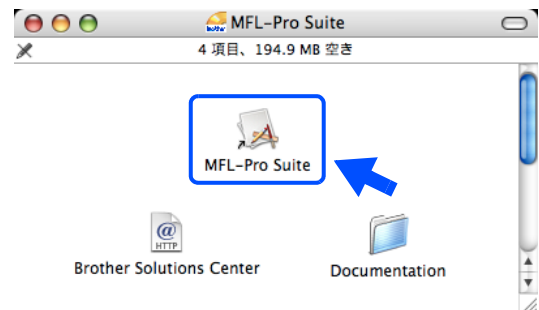 MFL-Pro Suite
4 項目、194.9 MB 空き
MFL-Pro Suite
HTTP
Brother Solutions Center
Documentation